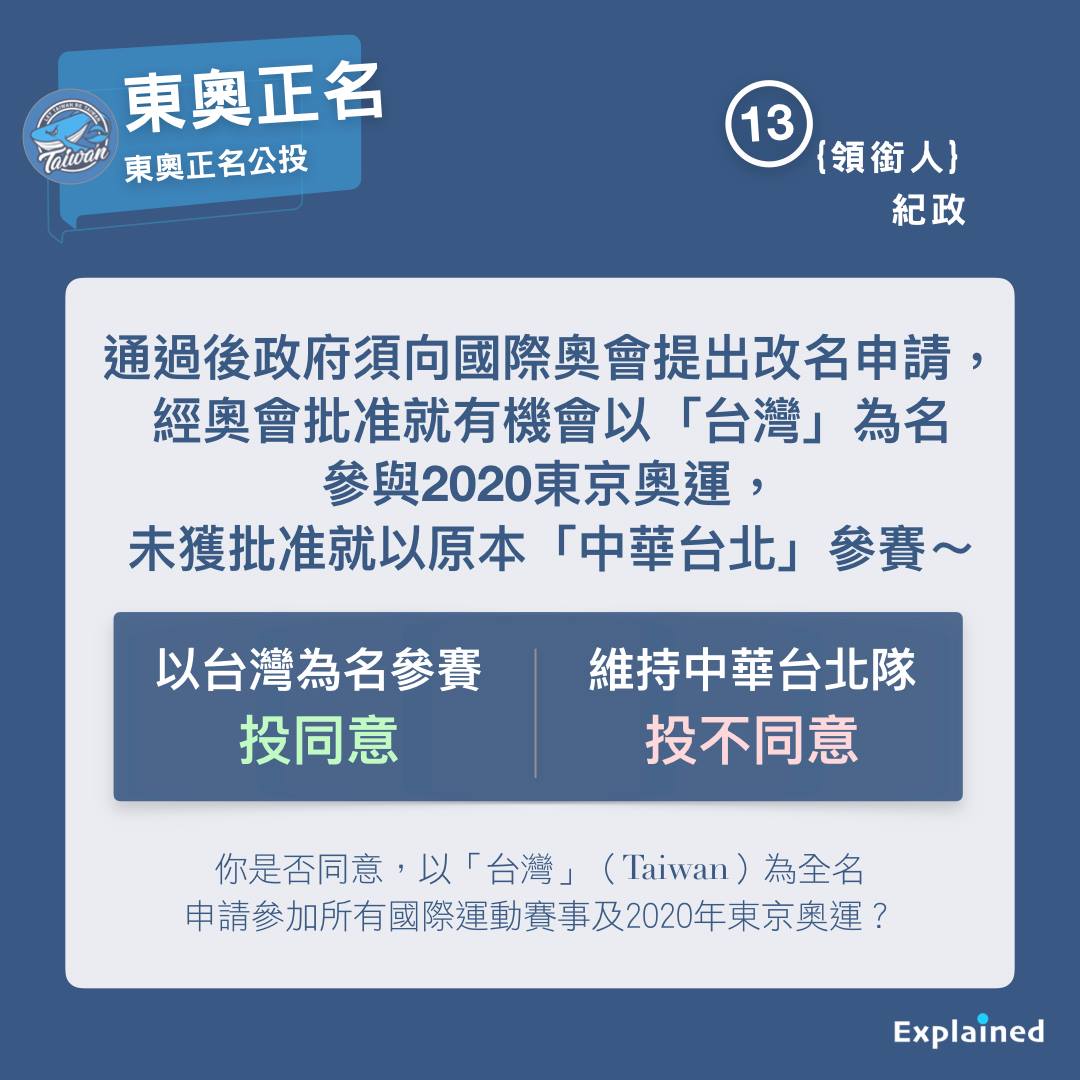 LET TAIWAN BE TAIWAN
Taiwan
東奧正名
東奧正名公投
13
{領銜人}
紀政
通過後政府須向國際奧會提出改名申請，
經奧會批准就有機會以「台灣」為名
參與2020東京奧運，
未獲批准就以原本「中華台北」參賽～
以台灣為名參賽
投同意
維持中華台北隊
投不同意
你是否同意，以「台灣」（Taiwan）為全名
申請參加所有國際運動賽事及2020年東京奧運？
Explained